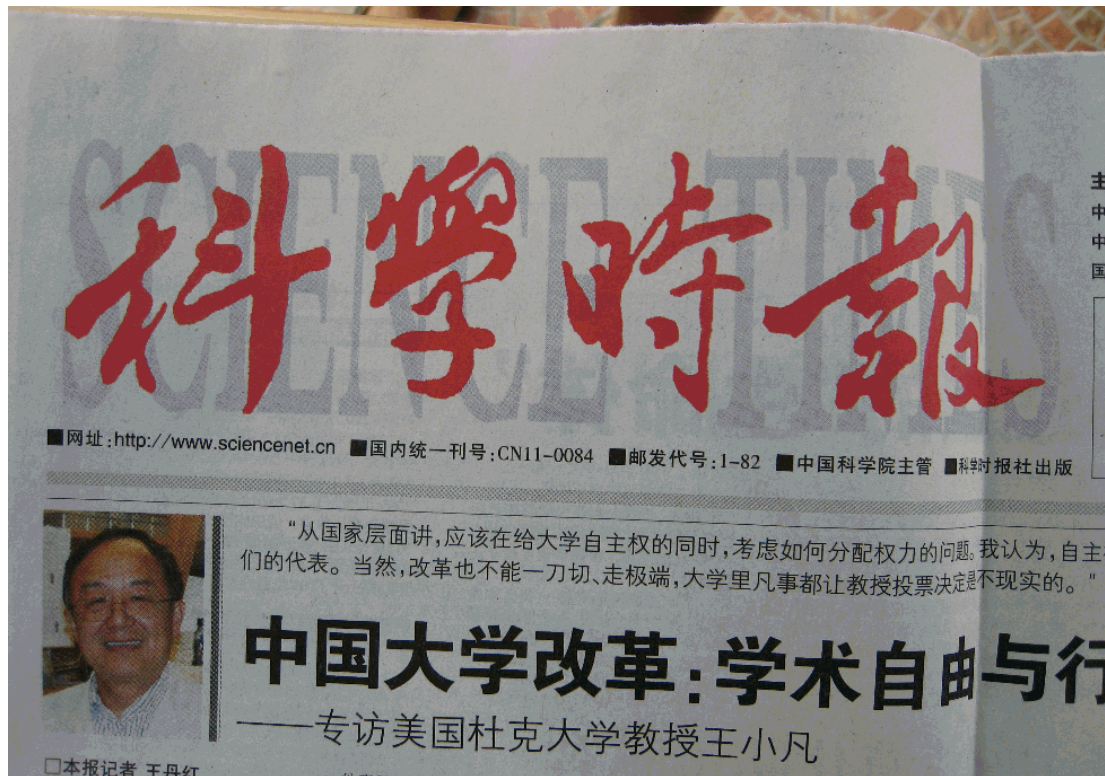 SCIENCE TIMES
科學時報
主
中
中
国
■网址:http://www.sciencenet.cn ■国内统一刊号:CN11-0084 ■邮发代号:1-82 ■中国科学院主管 ■科学时报社出版
“从国家层面讲,应该在给大学自主权的同时,考虑如何分配权力的问题。我认为,自主
们的代表。当然,改革也不能一刀切、走极端,大学里凡事都让教授投票决定是不现实的。”
中国大学改革:学术自由与行
——专访美国杜克大学教授王小凡
□本报记者 王丹红